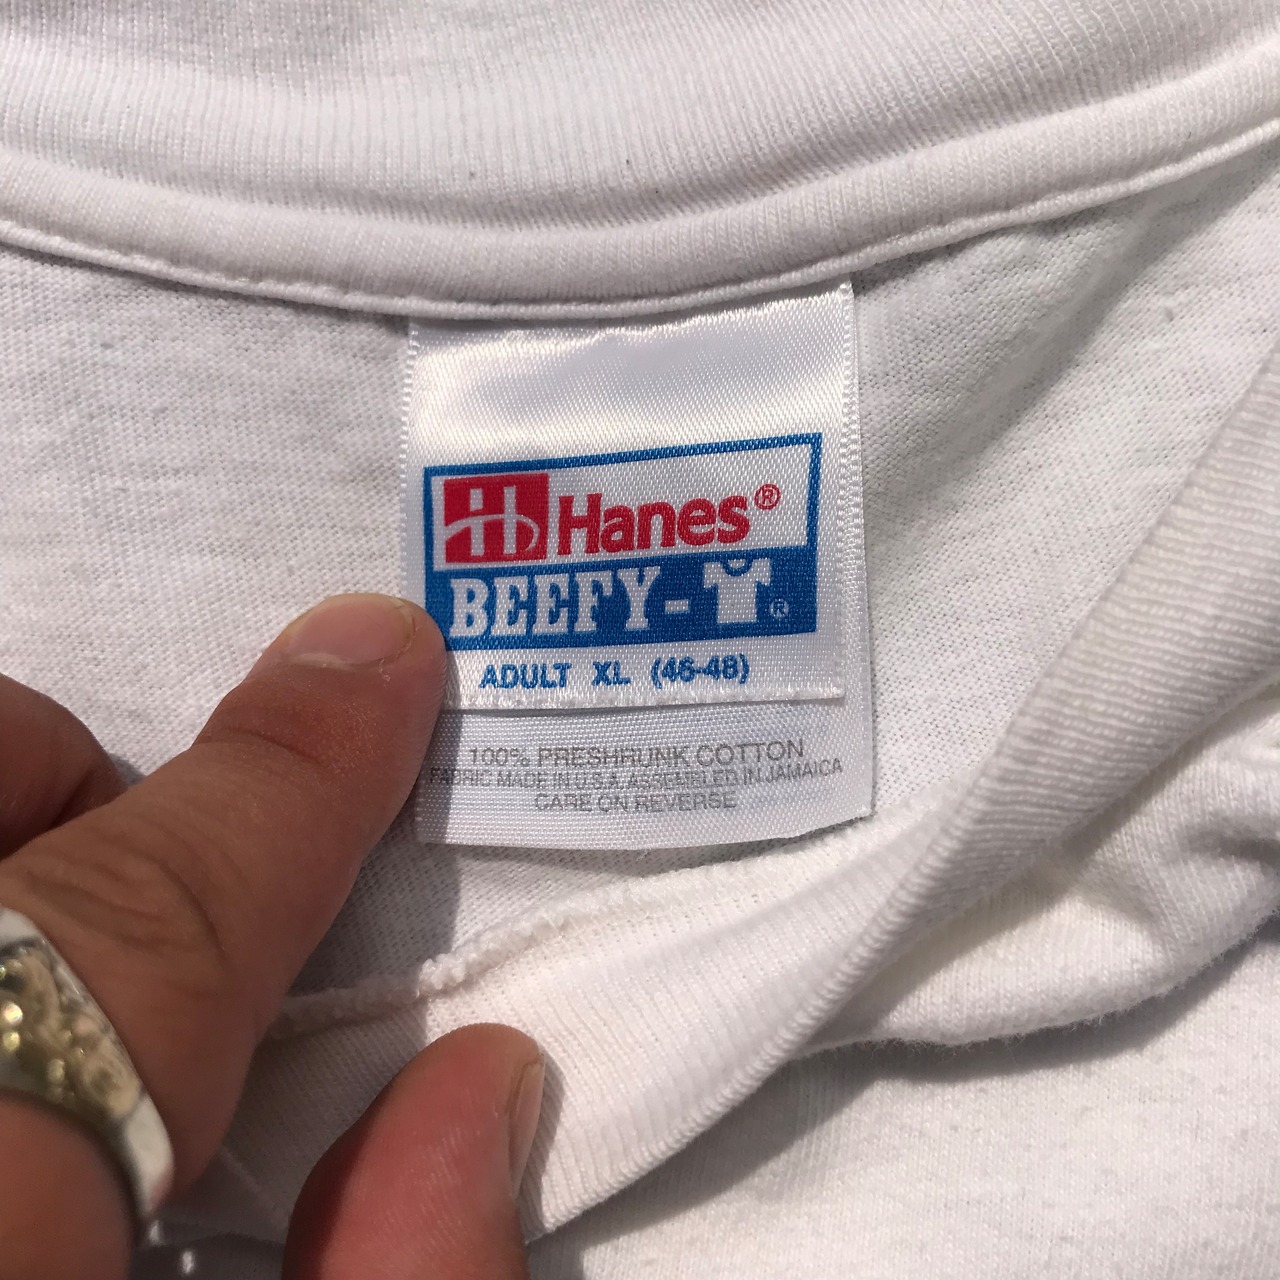 H Hanes®
BEEFY-T®
ADULT XL (46-48)
100% PRESHRUNK COTTON
FABRIC MADE IN U.S.A. ASSEMBLED IN JAMAICA
CARE ON REVERSE